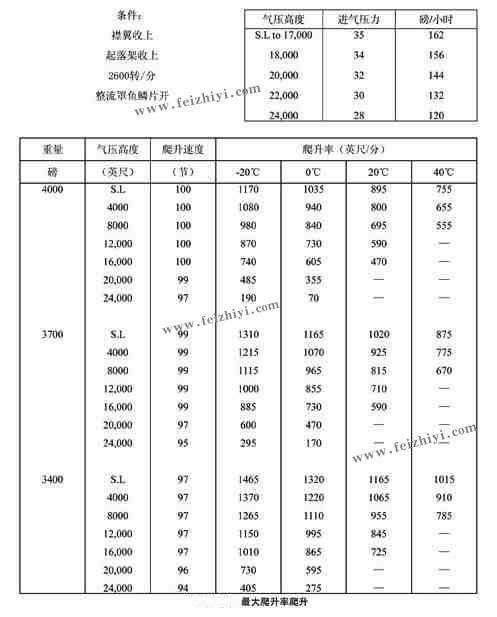 条件：
襟翼收上
起落架收上
2600转/分
整流罩鱼鳞片开
气压高度 进气压力 磅/小时
S.L to 17,000 35 162
18,000 34 156
20,000 32 144
22,000 30 132
24,000 28 120
www.feizhiyi.com
重量 气压高度 爬升速度 爬升率（英尺/分）
磅 （英尺） （节） -20℃ 0℃ 20℃ 40℃
4000 S.L 100 1170 1035 895 755
4000 100 1080 940 800 655
8000 100 980 840 695 555
12,000 100 870 730 590 —
16,000 100 740 605 470 —
20,000 99 485 355 — —
24,000 97 190 70 — —
www.feizhiyi.com
3700 S.L 99 1310 1165 1020 875
4000 99 1215 1070 925 775
8000 99 1115 965 815 670
12,000 99 1000 855 710 —
16,000 99 885 730 590 —
20,000 97 600 470 — —
24,000 95 295 170 — —
www.feizhiyi.com
3400 S.L 97 1465 1320 1165 1015
4000 97 1370 1220 1065 910
8000 97 1265 1110 955 785
12,000 97 1150 995 845 —
16,000 97 1010 865 725 —
20,000 96 730 595 — —
24,000 94 405 275 — —
最大爬升率爬升